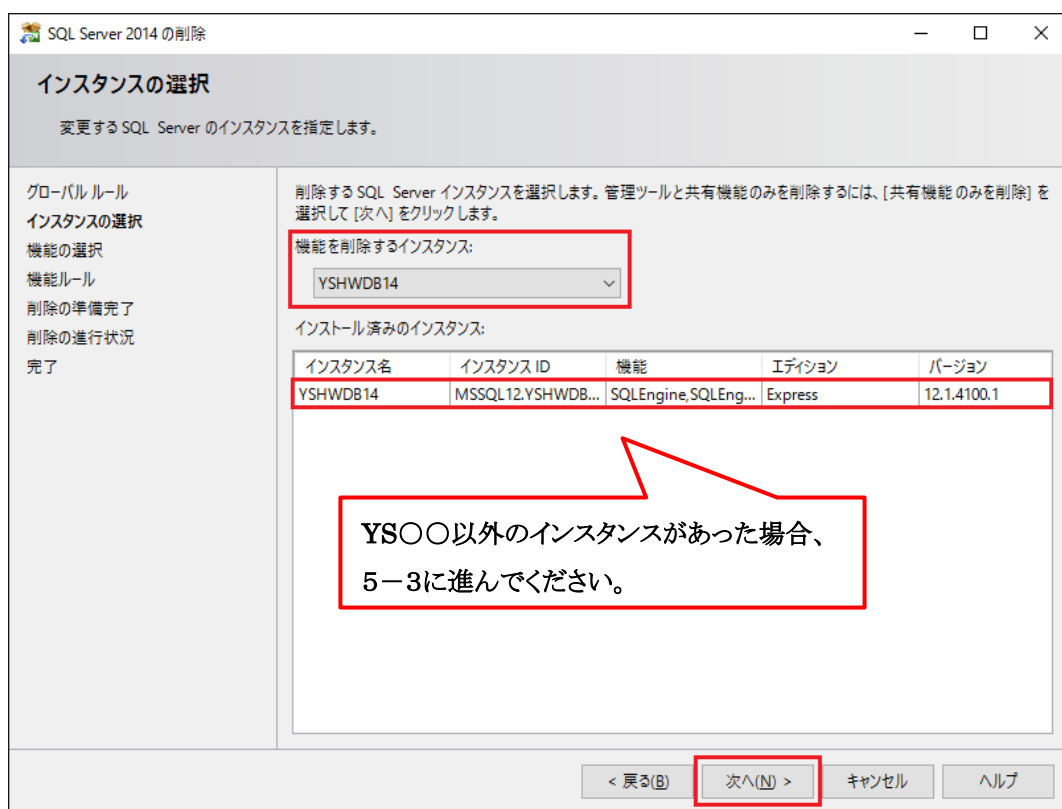 SQL Server 2014 の削除
インスタンスの選択
変更する SQL Server のインスタンスを指定します。
グローバル ルール
インスタンスの選択
機能の選択
機能ルール
削除の準備完了
削除の進行状況
完了
削除する SQL Server インスタンスを選択します。管理ツールと共有機能のみを削除するには、[共有機能のみを削除] を
選択して [次へ] をクリックします。
機能を削除するインスタンス:
YSHWDB14
インストール済みのインスタンス:
インスタンス名 インスタンス ID 機能 エディション バージョン
YSHWDB14 MSSQL12.YSHWDB... SQLEngine,SQLEng... Express 12.1.4100.1
YS〇〇以外のインスタンスがあった場合、
5－3に進んでください。
< 戻る(B) 次へ(N) > キャンセル ヘルプ